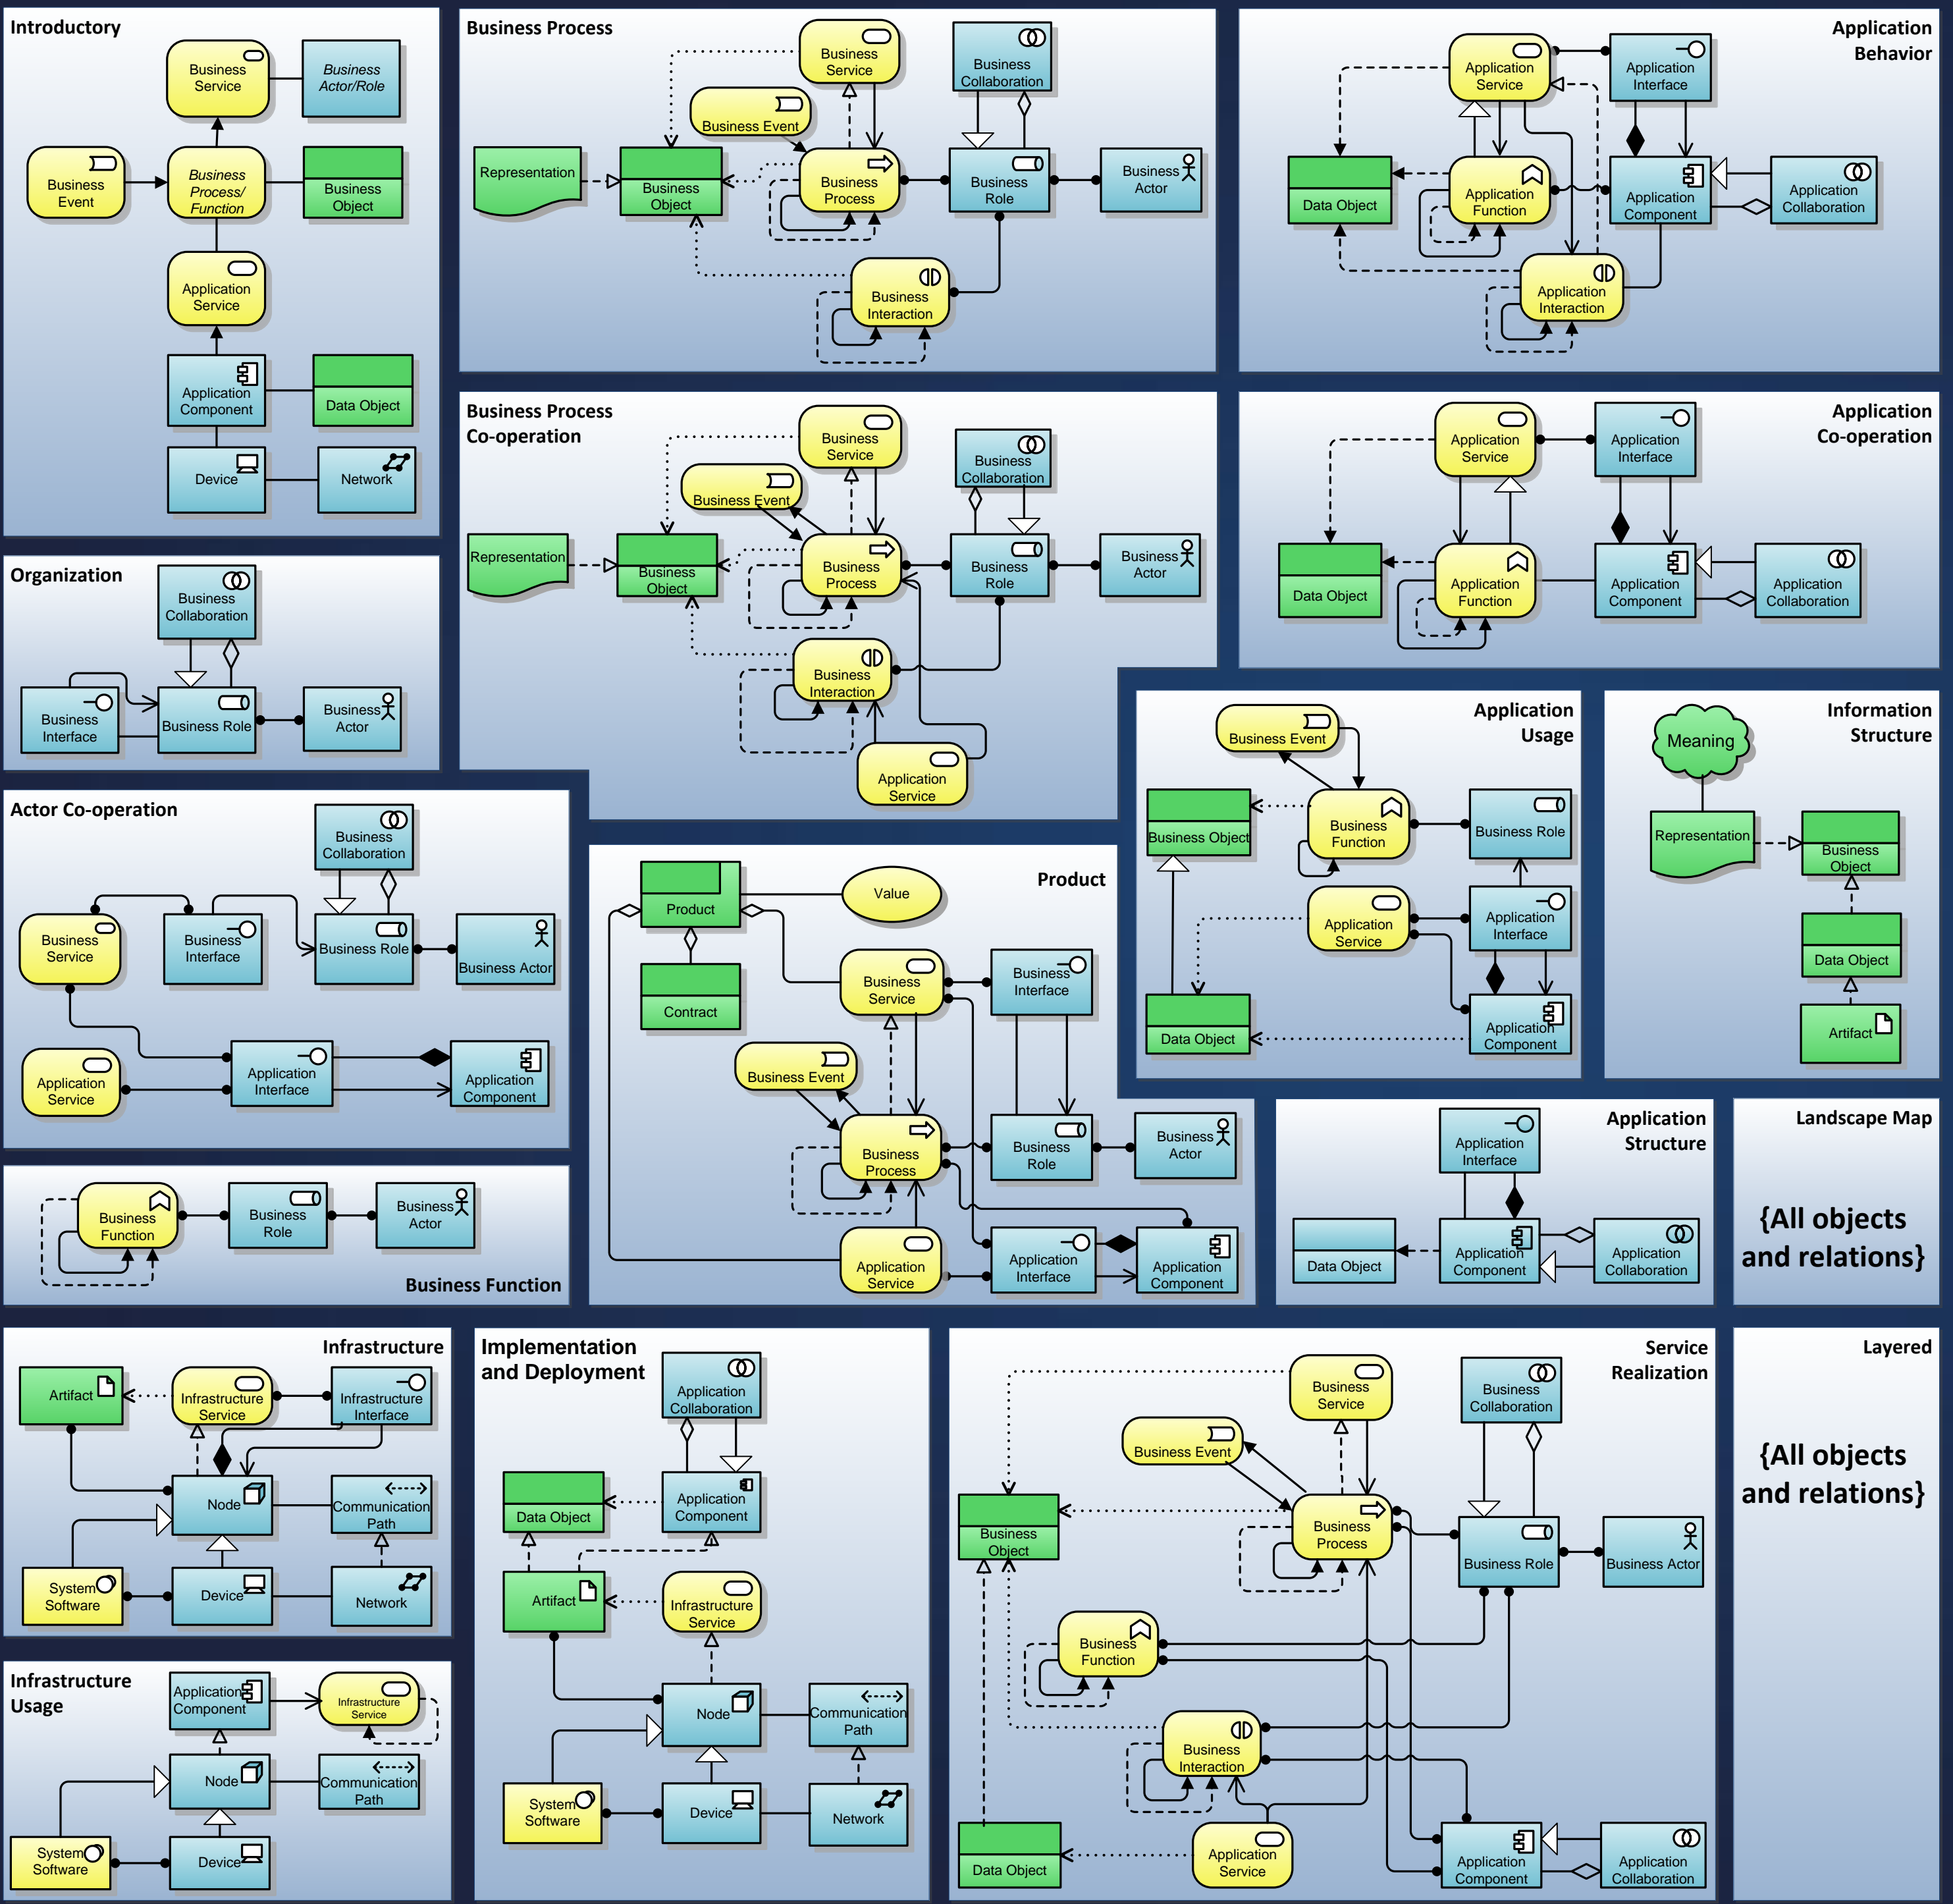 Introductory
Business
Service
Business
Actor/Role
Business
Event
Business
Process/
Function
Business
Object
Application
Service
Application
Component
Data Object
Device
Network
Business Process
Business
Service
Business
Collaboration
Business Event
Representation
Business
Object
Business
Process
Business
Role
Business
Actor
Business
Interaction
Application
Behavior
Application
Service
Application
Interface
Data Object
Application
Function
Application
Component
Application
Collaboration
Application
Interaction
Business Process
Co-operation
Business
Service
Business
Collaboration
Business Event
Representation
Business
Object
Business
Process
Business
Role
Business
Actor
Business
Interaction
Application
Service
Application
Co-operation
Application
Service
Application
Interface
Data Object
Application
Function
Application
Component
Application
Collaboration
Organization
Business
Collaboration
Business
Interface
Business Role
Business
Actor
Application
Usage
Business Event
Business Object
Business
Function
Business Role
Application
Service
Application
Interface
Data Object
Application
Component
Information
Structure
Meaning
Representation
Business
Object
Data Object
Artifact
Actor Co-operation
Business
Collaboration
Business
Service
Business
Interface
Business Role
Business Actor
Application
Service
Application
Interface
Application
Component
Product
Product
Value
Contract
Business
Service
Business
Interface
Business Event
Business
Process
Business
Role
Business
Actor
Application
Service
Application
Interface
Application
Component
Application
Structure
Application
Interface
Data Object
Application
Component
Application
Collaboration
Landscape Map
{All objects
and relations}
Business
Function
Business
Role
Business
Actor
Business Function
Infrastructure
Artifact
Infrastructure
Service
Infrastructure
Interface
Node
Communication
Path
System
Software
Device
Network
Implementation
and Deployment
Application
Collaboration
Data Object
Application
Component
Artifact
Infrastructure
Service
Node
Communication
Path
System
Software
Device
Network
Service
Realization
Business
Service
Business
Collaboration
Business Event
Business
Object
Business
Process
Business Role
Business Actor
Business
Function
Business
Interaction
Data Object
Application
Service
Application
Component
Application
Collaboration
Layered
{All objects
and relations}
Infrastructure
Usage
Application
Component
Infrastructure
Service
Node
Communication
Path
System
Software
Device